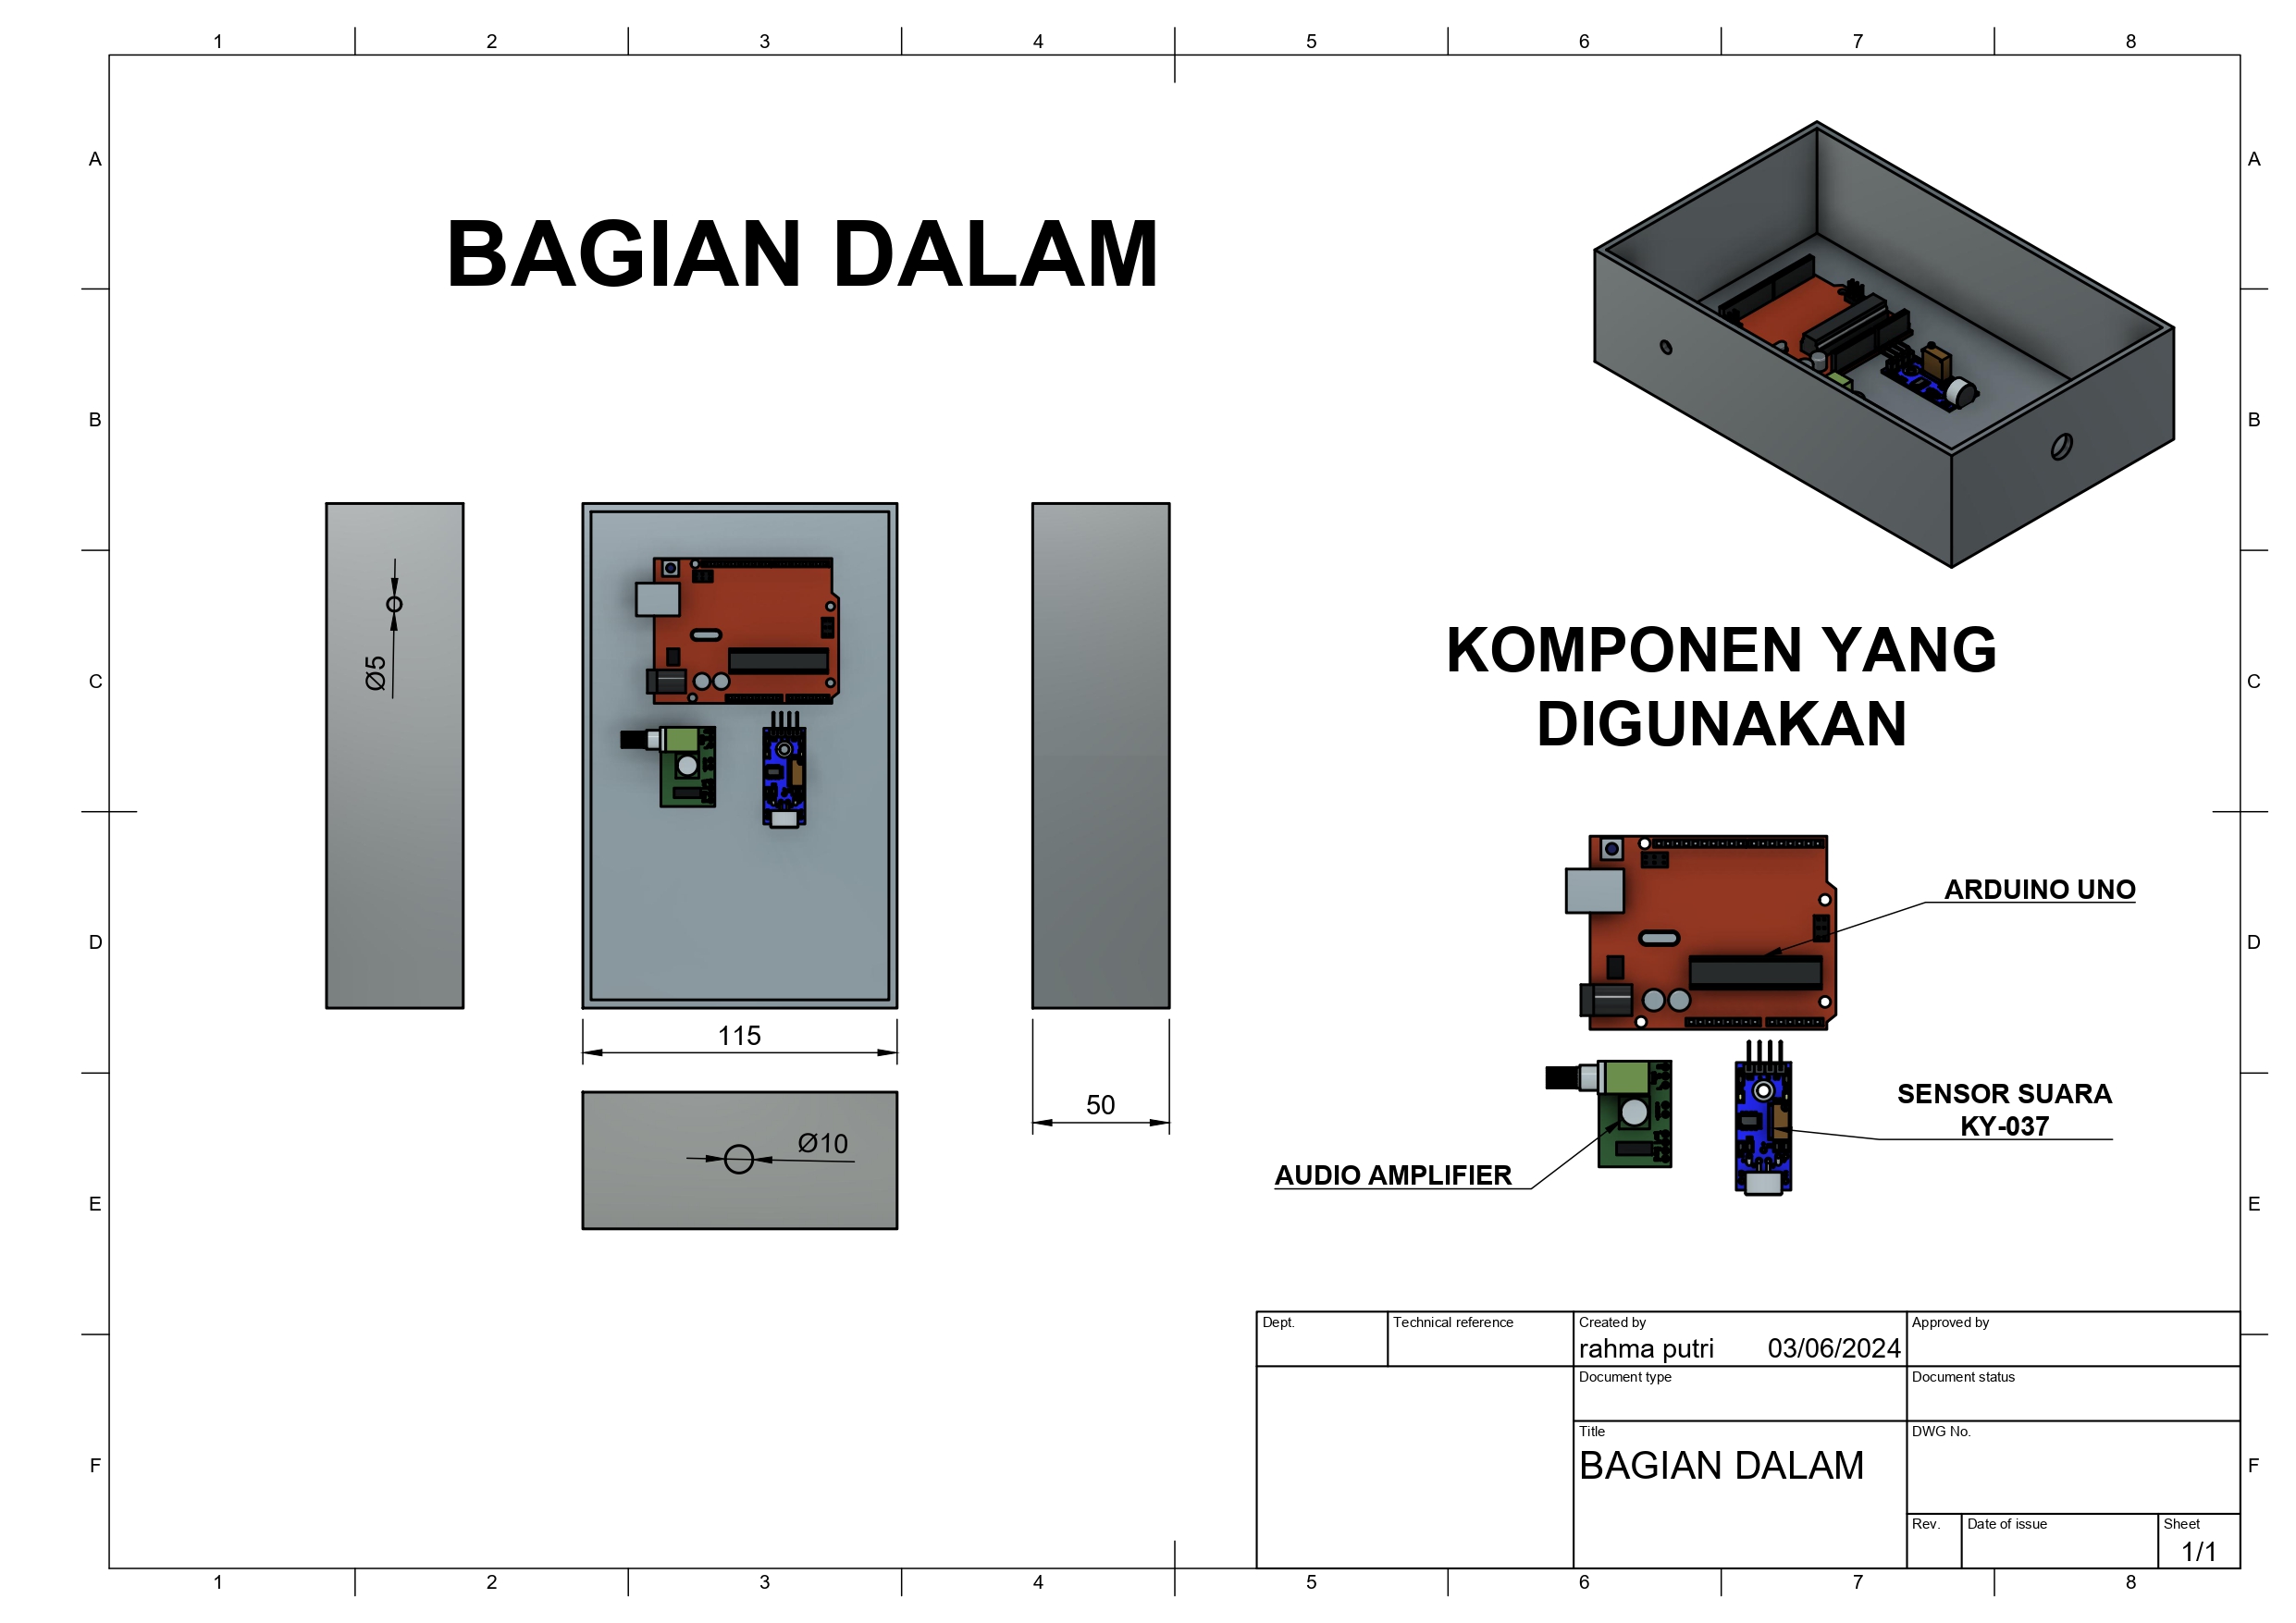 1 2 3 4 5 6 7 8
A A
BAGIAN DALAM
B B
Ø5
C C
KOMPONEN YANG
DIGUNAKAN
ARDUINO UNO
D D
115
50
Ø10
SENSOR SUARA
KY-037
AUDIO AMPLIFIER
E E
Dept.
Technical reference
Created by
rahma putri 03/06/2024
Approved by
Document type
Document status
Title
BAGIAN DALAM
DWG No.
F F
Rev.
Date of issue
Sheet
1/1
1 2 3 4 5 6 7 8